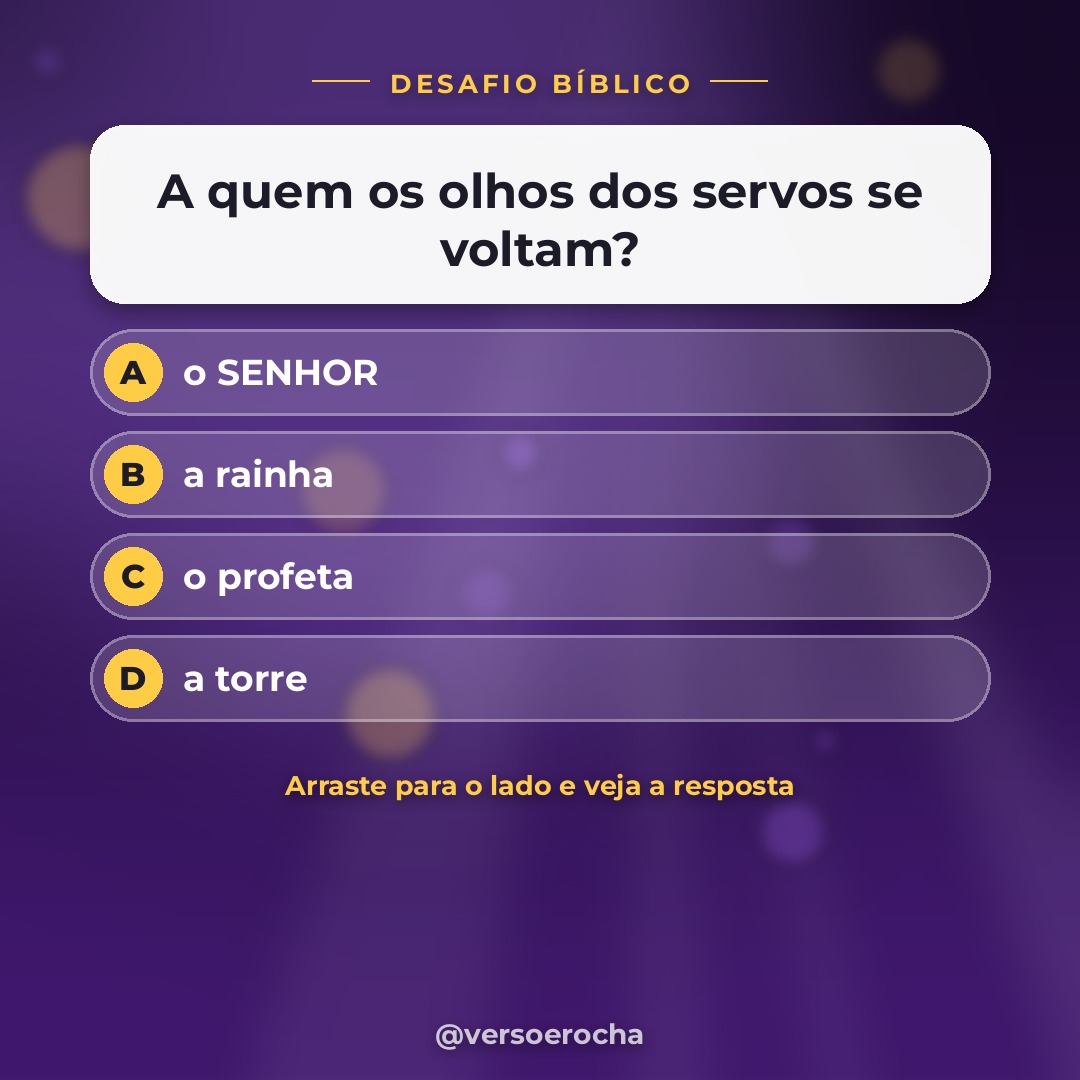 DESAFIO BÍBLICO
A quem os olhos dos servos se
voltam?
A o SENHOR
B a rainha
C o profeta
D a torre
Arraste para o lado e veja a resposta
@versoerocha